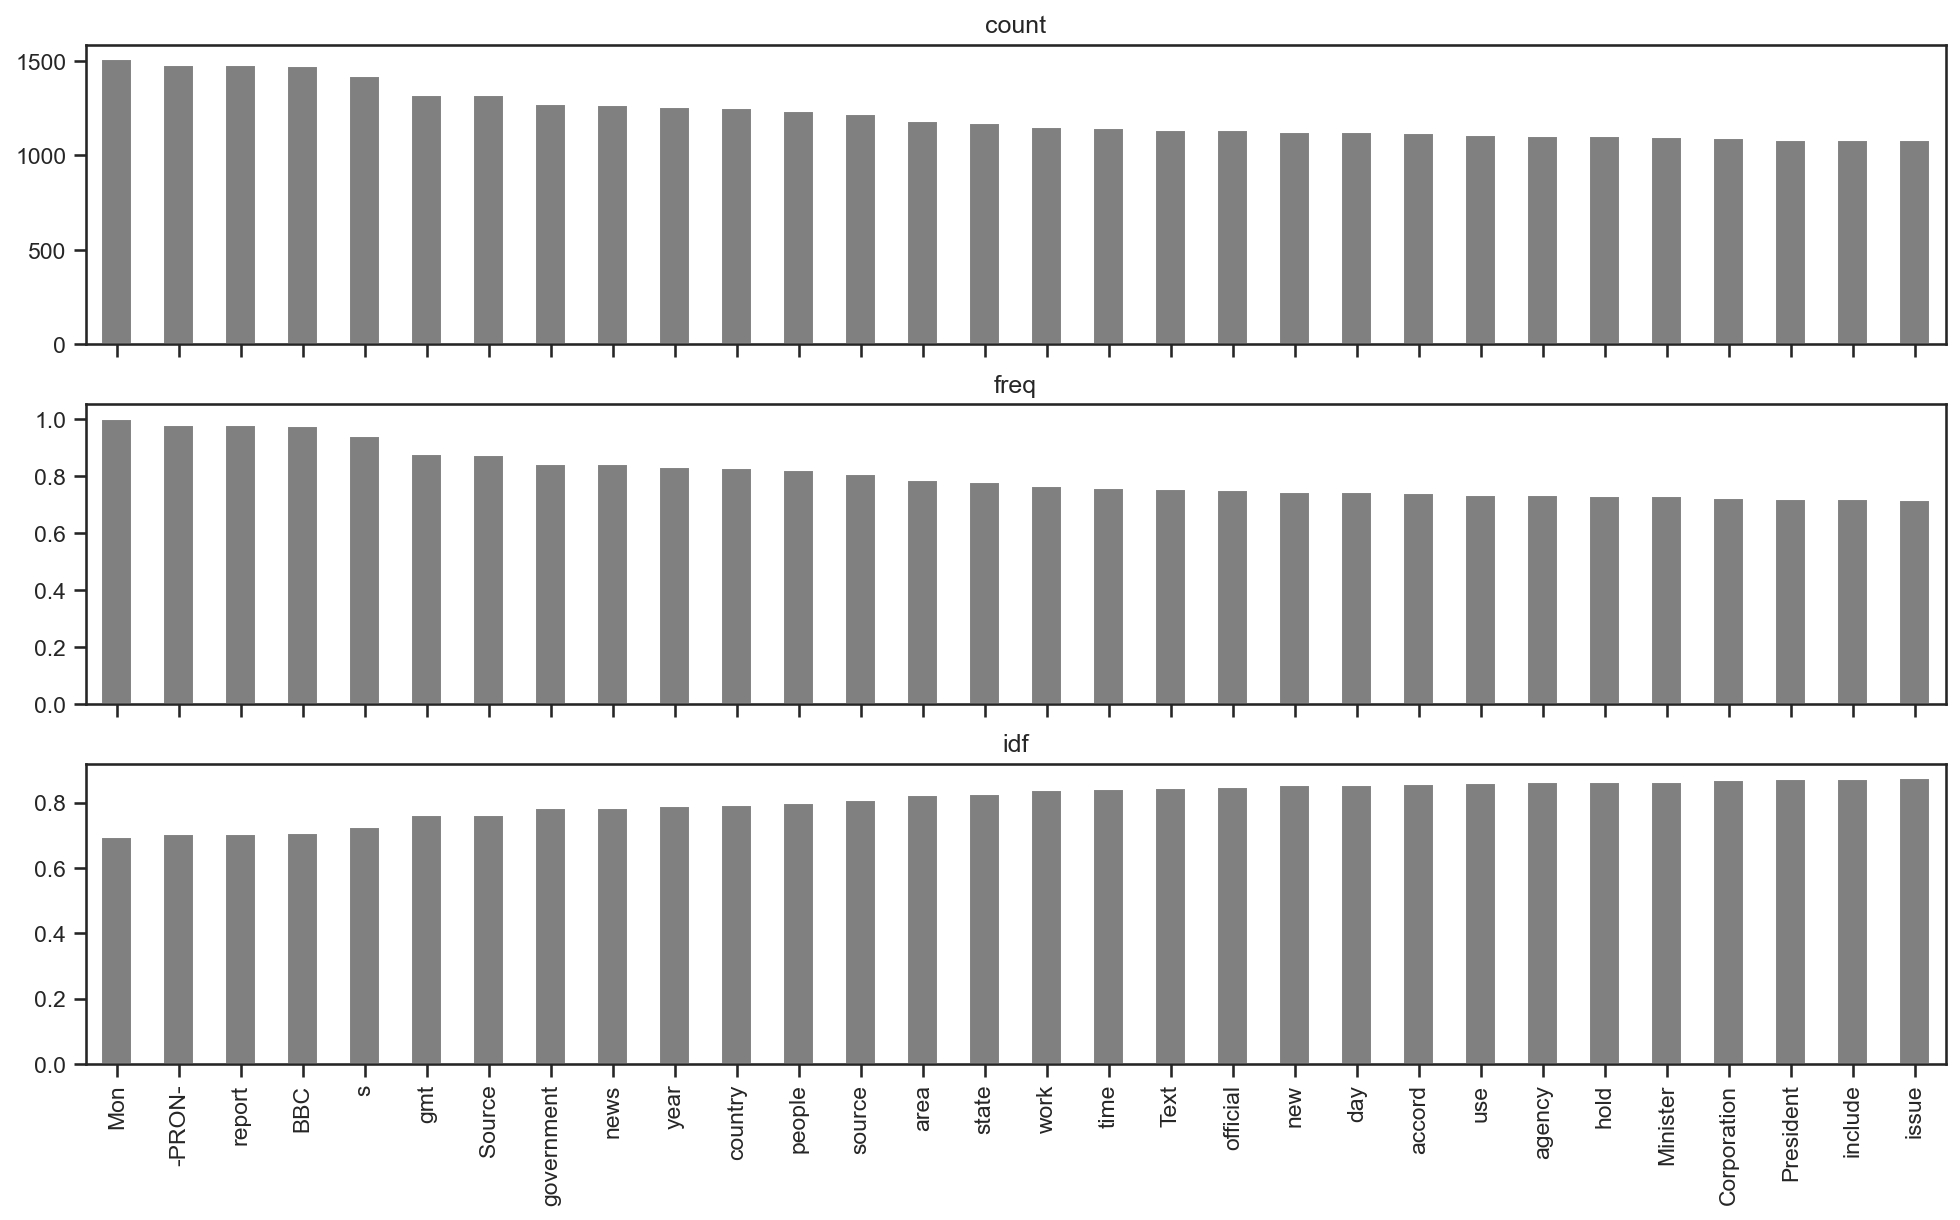 count
1500
1000
500
0
freq
1.0
0.8
0.6
0.4
0.2
0.0
idf
0.8
0.6
0.4
0.2
0.0
Mon
-PRON-
report
BBC
s
gmt
Source
government
news
year
country
people
source
area
state
work
time
Text
official
new
day
accord
use
agency
hold
Minister
Corporation
President
include
issue